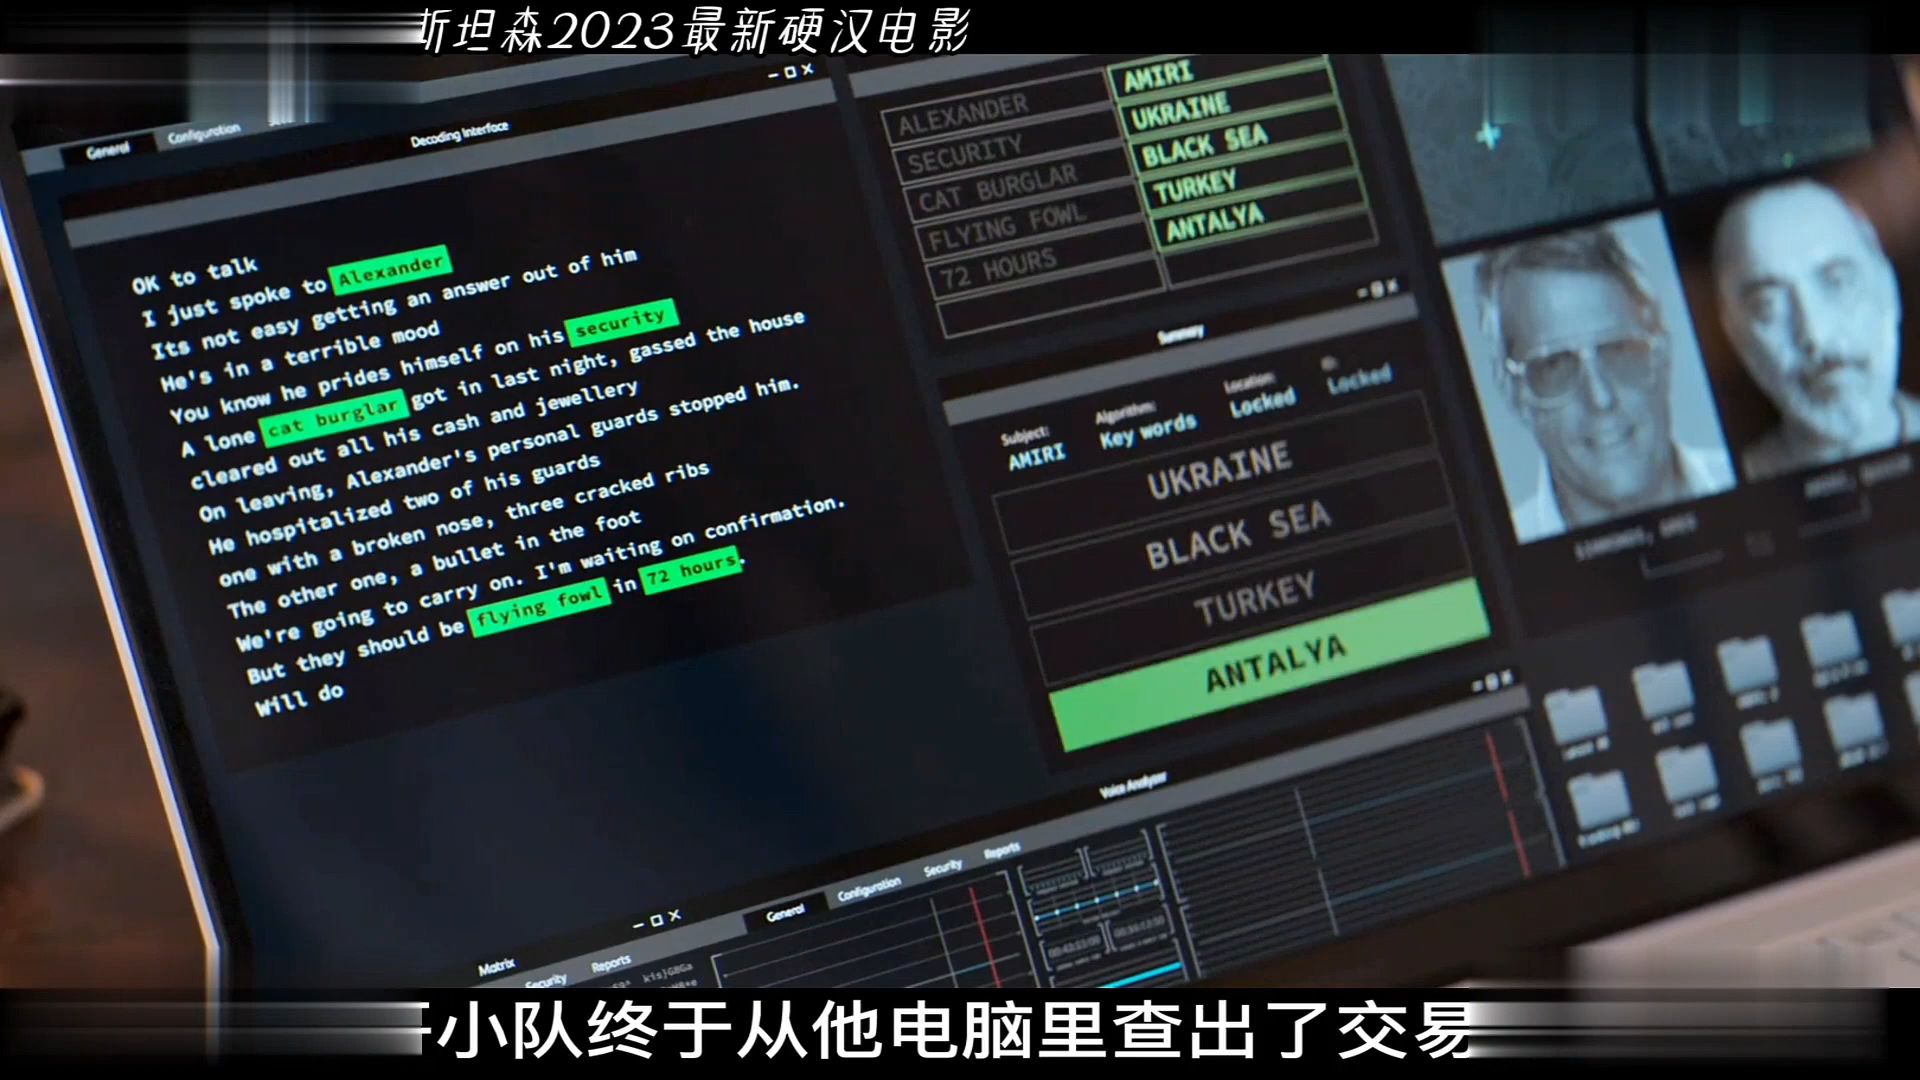 斯坦森2023最新硬汉电影
General
Configuration
Decoding Interface
OK to talk
I just spoke to Alexander
Its not easy getting an answer out of him
He's in a terrible mood
You know he prides himself on his security
A lone cat burglar got in last night, gassed the house
cleared out all his cash and jewellery
On leaving, Alexander's personal guards stopped him.
He hospitalized two of his guards
one with a broken nose, three cracked ribs
The other one, a bullet in the foot
We're going to carry on. I'm waiting on confirmation.
But they should be flying fowl in 72 hours.
Will do
ALEXANDER
SECURITY
CAT BURGLAR
FLYING FOWL
72 HOURS
AMIRI
UKRAINE
BLACK SEA
TURKEY
ANTALYA
Summary
Subject:
AMIRI
Algorithm:
Key words
Location:
Locked
Locked
UKRAINE
BLACK SEA
TURKEY
ANTALYA
Voice Analyser
General
Configuration
Security
Reports
Matrix
Security
Reports
小队终于从他电脑里查出了交易